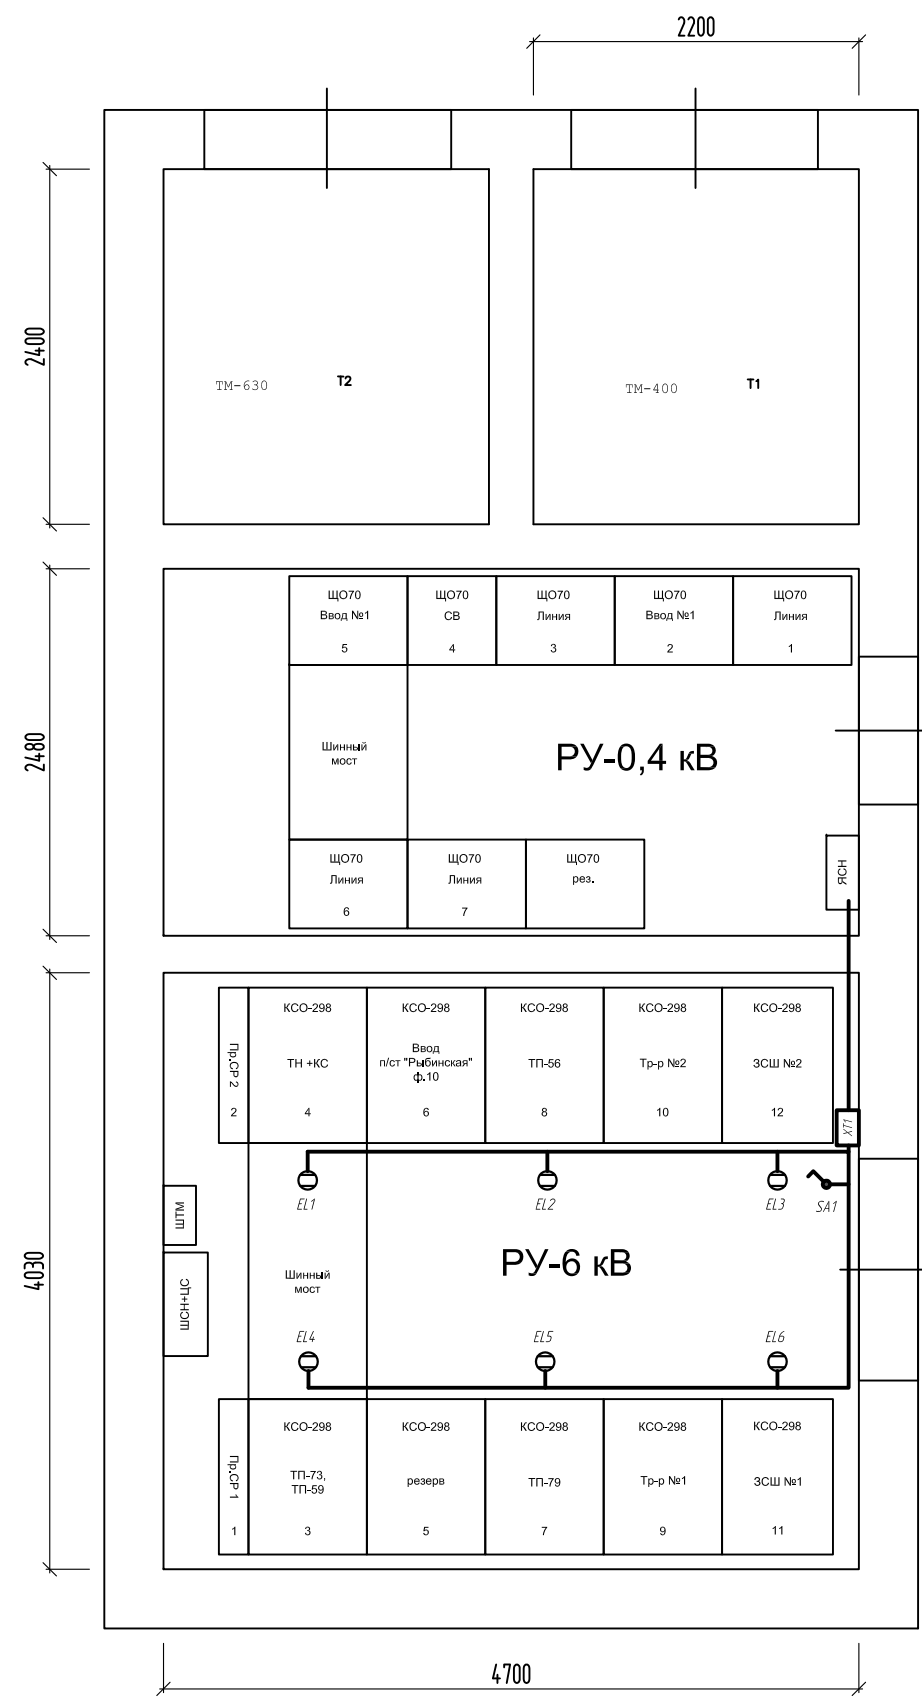 2200
2400
ТМ-630
Т2
ТМ-400
Т1
2480
ЩО70
Ввод №1
5
ЩО70
СВ
4
ЩО70
Линия
3
ЩО70
Ввод №1
2
ЩО70
Линия
1
Шинный
мост
РУ-0,4 кВ
ЩО70
Линия
6
ЩО70
Линия
7
ЩО70
рез.
ЯСН
4030
Пр.СР 2
2
КСО-298
ТН +КС
4
КСО-298
Ввод
п/ст "Рыбинская"
ф.10
6
КСО-298
ТП-56
8
КСО-298
Тр-р №2
10
КСО-298
ЗСШ №2
12
XT1
EL1
EL2
EL3
SA1
ШТМ
ШСН+ЦС
Шинный
мост
РУ-6 кВ
EL4
EL5
EL6
Пр.СР 1
1
КСО-298
ТП-73,
ТП-59
3
КСО-298
резерв
5
КСО-298
ТП-79
7
КСО-298
Тр-р №1
9
КСО-298
ЗСШ №1
11
4700